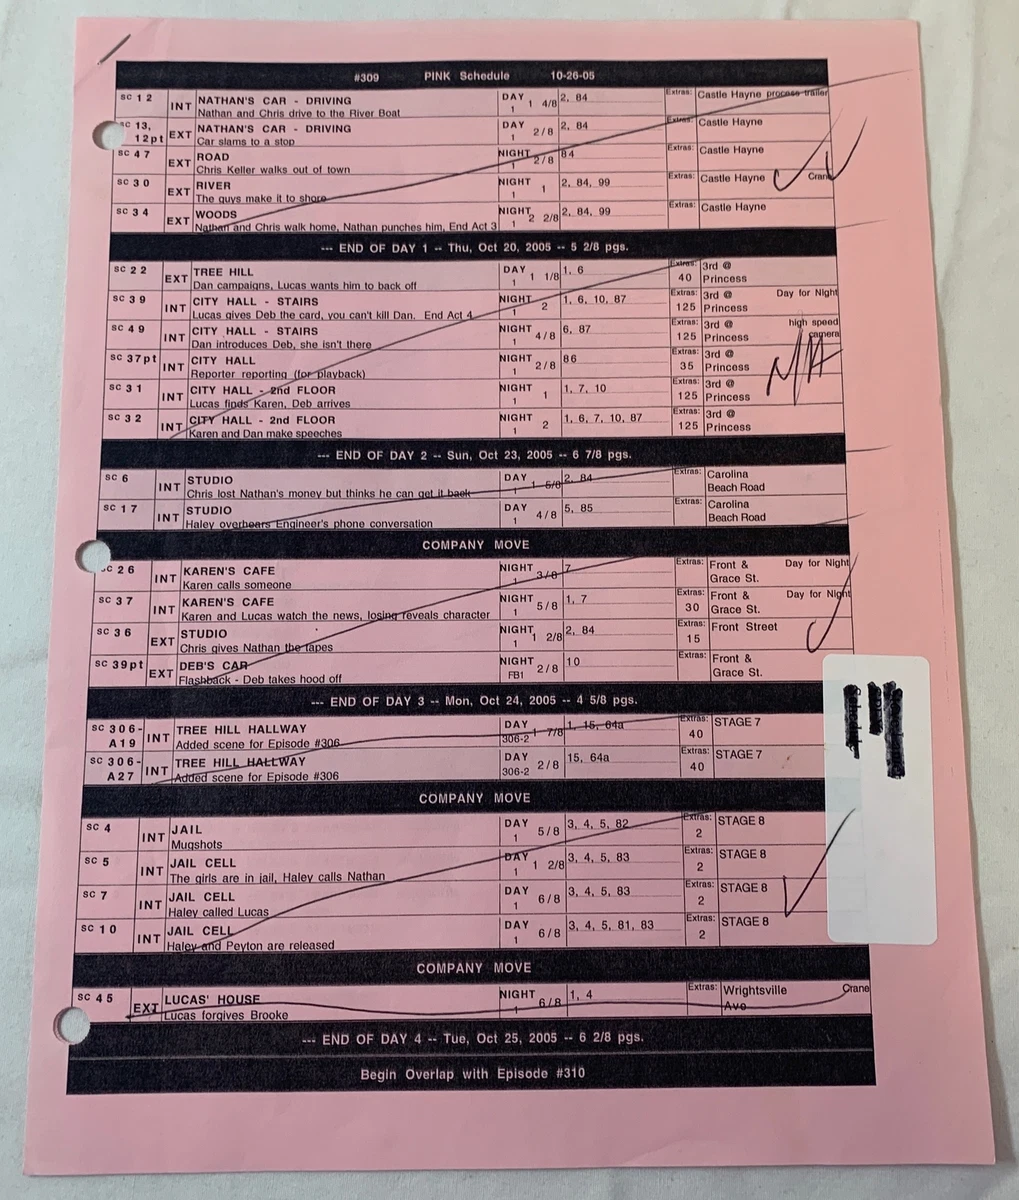 #309 PINK Schedule 10-26-05
SC 12 INT NATHAN'S CAR - DRIVING DAY 1 4/8 2, 84 Extras: Castle Hayne process trailer
Nathan and Chris drive to the River Boat 1
SC 13, EXT NATHAN'S CAR - DRIVING DAY 2/8 2, 84 Extras: Castle Hayne
12pt Car slams to a stop 1
SC 47 EXT ROAD NIGHT 2/8 84 Extras: Castle Hayne
Chris Keller walks out of town 1
SC 30 EXT RIVER NIGHT 1 2, 84, 99 Extras: Castle Hayne Crane
The guys make it to shore 1
SC 34 EXT WOODS NIGHT 2 2/8 2, 84, 99 Extras: Castle Hayne
Nathan and Chris walk home, Nathan punches him, End Act 3 1
--- END OF DAY 1 -- Thu, Oct 20, 2005 -- 5 2/8 pgs.
SC 22 EXT TREE HILL DAY 1 1/8 1, 6 Extras: 3rd @
Dan campaigns, Lucas wants him to back off 1 40 Princess
SC 39 INT CITY HALL - STAIRS NIGHT 2 1, 6, 10, 87 Extras: 3rd @ Day for Night
Lucas gives Deb the card, you can't kill Dan. End Act 4 1 125 Princess
SC 49 INT CITY HALL - STAIRS NIGHT 4/8 6, 87 Extras: 3rd @ high speed
Dan introduces Deb, she isn't there 1 125 Princess camera
SC 37pt INT CITY HALL NIGHT 2/8 86 Extras: 3rd @
Reporter reporting (for playback) 1 35 Princess
N/A
SC 31 INT CITY HALL - 2nd FLOOR NIGHT 1 1, 7, 10 Extras: 3rd @
Lucas finds Karen, Deb arrives 1 125 Princess
SC 32 INT CITY HALL - 2nd FLOOR NIGHT 2 1, 6, 7, 10, 87 Extras: 3rd @
Karen and Dan make speeches 1 125 Princess
--- END OF DAY 2 -- Sun, Oct 23, 2005 -- 6 7/8 pgs.
SC 6 INT STUDIO DAY 1 5/8 2, 84 Extras: Carolina
Chris lost Nathan's money but thinks he can get it back 1 Beach Road
SC 17 INT STUDIO DAY 4/8 5, 85 Extras: Carolina
Haley overhears Engineer's phone conversation 1 Beach Road
COMPANY MOVE
SC 26 INT KAREN'S CAFE NIGHT 3/8 7 Extras: Front & Day for Night
Karen calls someone 1 Grace St.
SC 37 INT KAREN'S CAFE NIGHT 5/8 1, 7 Extras: Front & Day for Night
Karen and Lucas watch the news, losing reveals character 1 30 Grace St.
SC 36 EXT STUDIO NIGHT 1 2/8 2, 84 Extras: Front Street
Chris gives Nathan the tapes 1 15
SC 39pt EXT DEB'S CAR NIGHT 2/8 10 Extras: Front &
Flashback - Deb takes hood off FB1 Grace St.
--- END OF DAY 3 -- Mon, Oct 24, 2005 -- 4 5/8 pgs.
SC 306- INT TREE HILL HALLWAY DAY 1 7/8 1, 15, 64a Extras: STAGE 7
A19 Added scene for Episode #306 306-2 40
SC 306- INT TREE HILL HALLWAY DAY 2/8 15, 64a Extras: STAGE 7
A27 Added scene for Episode #306 306-2 40
COMPANY MOVE
SC 4 INT JAIL DAY 5/8 3, 4, 5, 82 Extras: STAGE 8
Mugshots 1 2
SC 5 INT JAIL CELL DAY 1 2/8 3, 4, 5, 83 Extras: STAGE 8
The girls are in jail, Haley calls Nathan 1 2
SC 7 INT JAIL CELL DAY 6/8 3, 4, 5, 83 Extras: STAGE 8
Haley called Lucas 1 2
SC 10 INT JAIL CELL DAY 6/8 3, 4, 5, 81, 83 Extras: STAGE 8
Haley and Peyton are released 1 2
COMPANY MOVE
SC 45 EXT LUCAS' HOUSE NIGHT 6/8 1, 4 Extras: Wrightsville Crane
Lucas forgives Brooke 1 Ave
--- END OF DAY 4 -- Tue, Oct 25, 2005 -- 6 2/8 pgs.
Begin Overlap with Episode #310